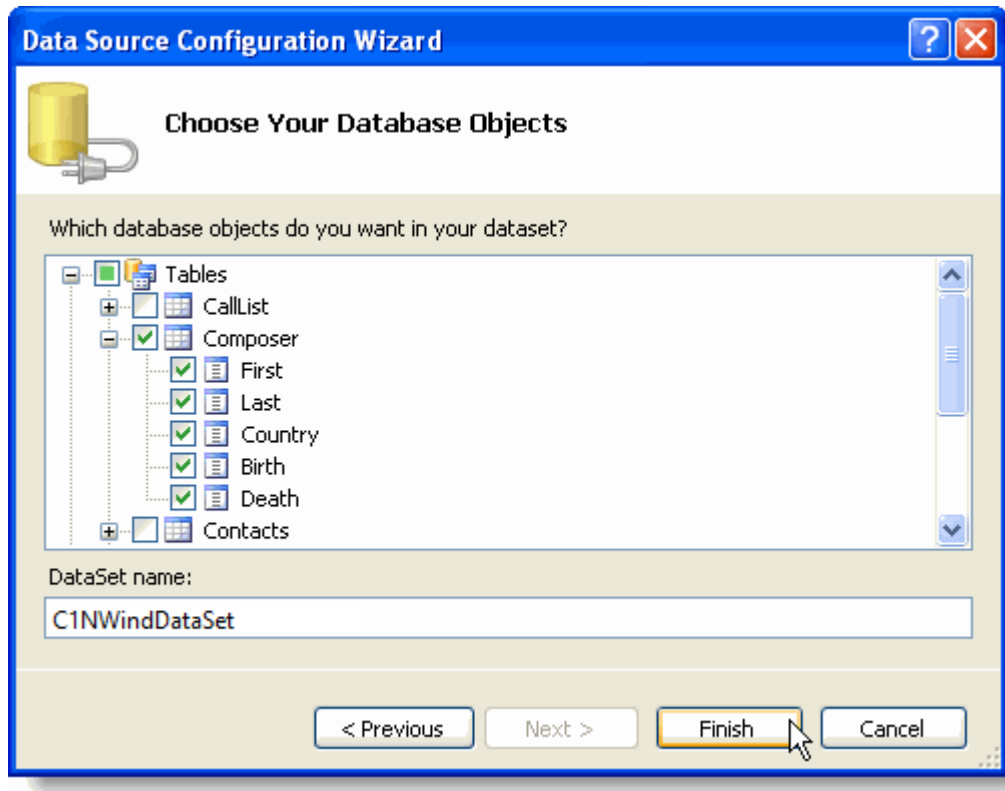 Data Source Configuration Wizard
Choose Your Database Objects
Which database objects do you want in your dataset?
Tables
CallList
Composer
First
Last
Country
Birth
Death
Contacts
DataSet name:
C1NWindDataSet
< Previous Next > Finish Cancel